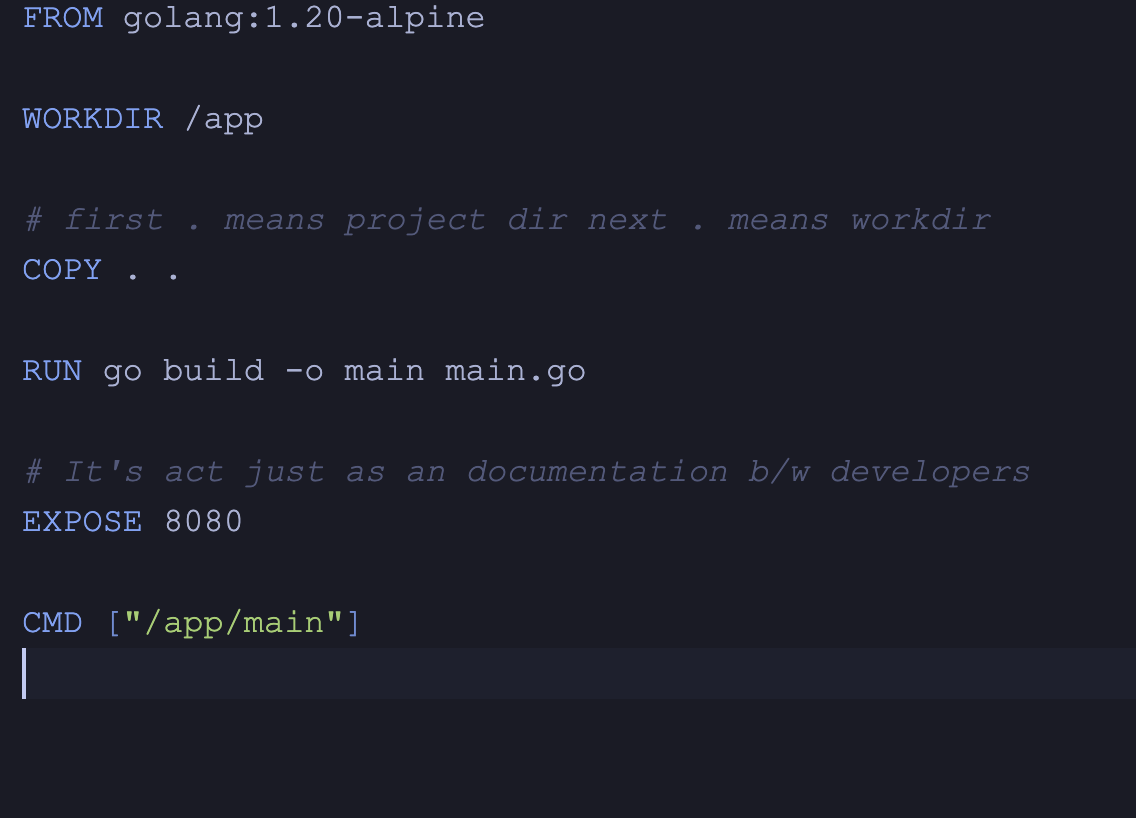 FROM golang:1.20-alpine
WORKDIR /app
# first . means project dir next . means workdir
COPY . .
RUN go build -o main main.go
# It's act just as an documentation b/w developers
EXPOSE 8080
CMD ["/app/main"]